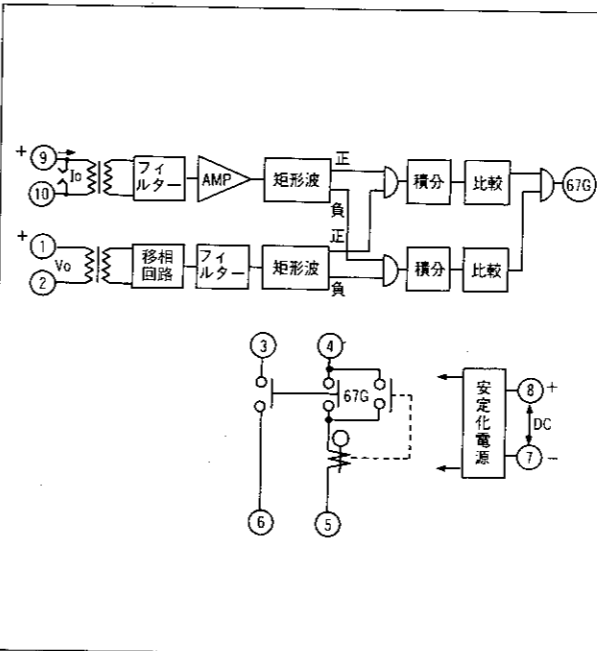 + 9 Io
10
フィルター
AMP
矩形波
正
負
積分
比較
67G
+ 1
Vo
2
移相回路
フィルター
矩形波
正
負
積分
比較
3
4
67G
6
5
安定化電源
8 +
DC
7 −